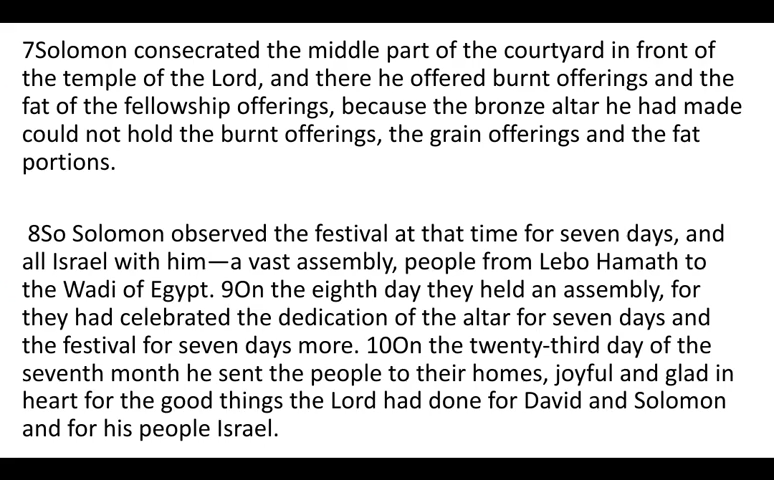 7Solomon consecrated the middle part of the courtyard in front of
the temple of the Lord, and there he offered burnt offerings and the
fat of the fellowship offerings, because the bronze altar he had made
could not hold the burnt offerings, the grain offerings and the fat
portions.
8So Solomon observed the festival at that time for seven days, and
all Israel with him—a vast assembly, people from Lebo Hamath to
the Wadi of Egypt. 9On the eighth day they held an assembly, for
they had celebrated the dedication of the altar for seven days and
the festival for seven days more. 10On the twenty-third day of the
seventh month he sent the people to their homes, joyful and glad in
heart for the good things the Lord had done for David and Solomon
and for his people Israel.